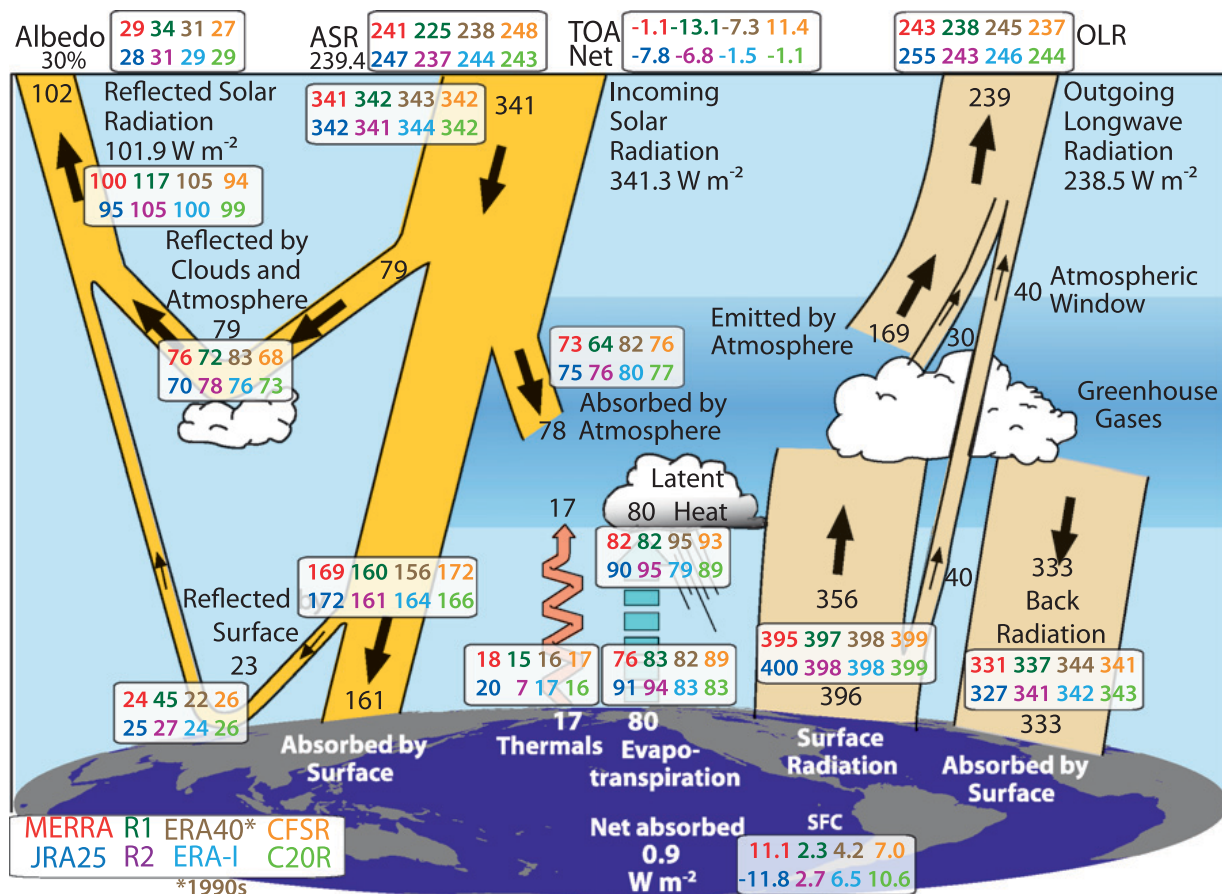 Albedo
30%
29 34 31 27
28 31 29 29
ASR
239.4
241 225 238 248
247 237 244 243
TOA
Net
-1.1 -13.1 -7.3 11.4
-7.8 -6.8 -1.5 -1.1
243 238 245 237
255 243 246 244
OLR
102
Reflected Solar
Radiation
101.9 W m⁻²
341 342 343 342
342 341 344 342
341
Incoming
Solar
Radiation
341.3 W m⁻²
239
Outgoing
Longwave
Radiation
238.5 W m⁻²
100 117 105 94
95 105 100 99
Reflected by
Clouds and
Atmosphere
79
79
76 72 83 68
70 78 76 73
73 64 82 76
75 76 80 77
Absorbed by
Atmosphere
78
Emitted by
Atmosphere
169
30
40
Atmospheric
Window
Greenhouse
Gases
Latent
80 Heat
17
82 82 95 93
90 95 79 89
169 160 156 172
172 161 164 166
Reflected by
Surface
23
24 45 22 26
25 27 24 26
161
Absorbed by
Surface
18 15 16 17
20 7 17 16
17
Thermals
76 83 82 89
91 94 83 83
80
Evapo-
transpiration
356
40
395 397 398 399
400 398 398 399
396
Surface
Radiation
333
Back
Radiation
331 337 344 341
327 341 342 343
333
Absorbed by
Surface
MERRA R1 ERA40* CFSR
JRA25 R2 ERA-I C20R
*1990s
Net absorbed
0.9
W m⁻²
SFC
11.1 2.3 4.2 7.0
-11.8 2.7 6.5 10.6